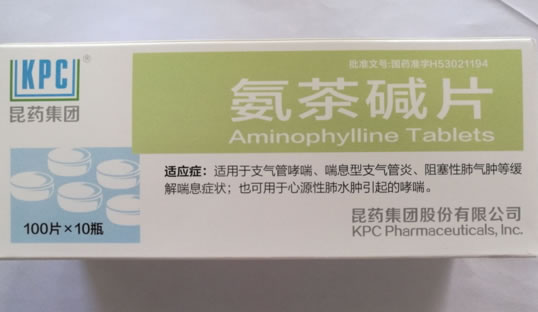 KPC®
昆药集团
批准文号:国药准字H53021194
氨茶碱片
Aminophylline Tablets
适应症：适用于支气管哮喘、喘息型支气管炎、阻塞性肺气肿等缓
解喘息症状；也可用于心源性肺水肿引起的哮喘。
100片×10瓶
昆药集团股份有限公司
KPC Pharmaceuticals, Inc.